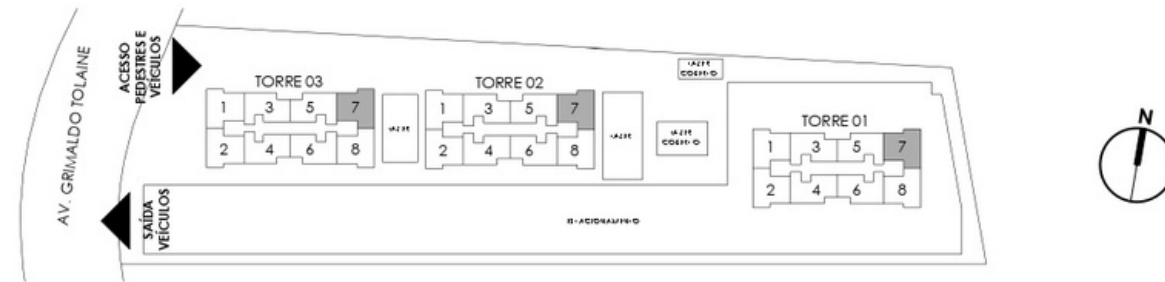 AV. GRIMALDO TOLAINE
ACESSO
PEDESTRES E
VEÍCULOS
SAÍDA
VEÍCULOS
TORRE 03
1 3 5 7
2 4 6 8
TORRE 02
1 3 5 7
2 4 6 8
TORRE 01
1 3 5 7
2 4 6 8
N